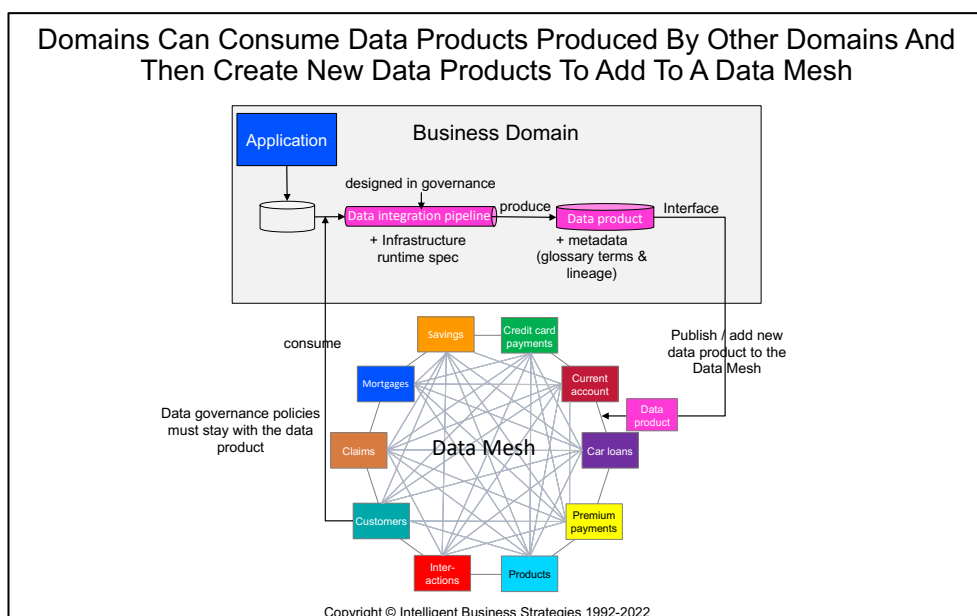 Domains Can Consume Data Products Produced By Other Domains And
Then Create New Data Products To Add To A Data Mesh
Business Domain
Application
designed in governance
Data integration pipeline
produce
Data product
Interface
+ Infrastructure
runtime spec
+ metadata
(glossary terms &
lineage)
consume
Publish / add new
data product to the
Data Mesh
Data governance policies
must stay with the data
product
Savings
Credit card
payments
Mortgages
Current
account
Data
product
Claims
Data Mesh
Car loans
Customers
Premium
payments
Inter-
actions
Products
Copyright © Intelligent Business Strategies 1992-2022